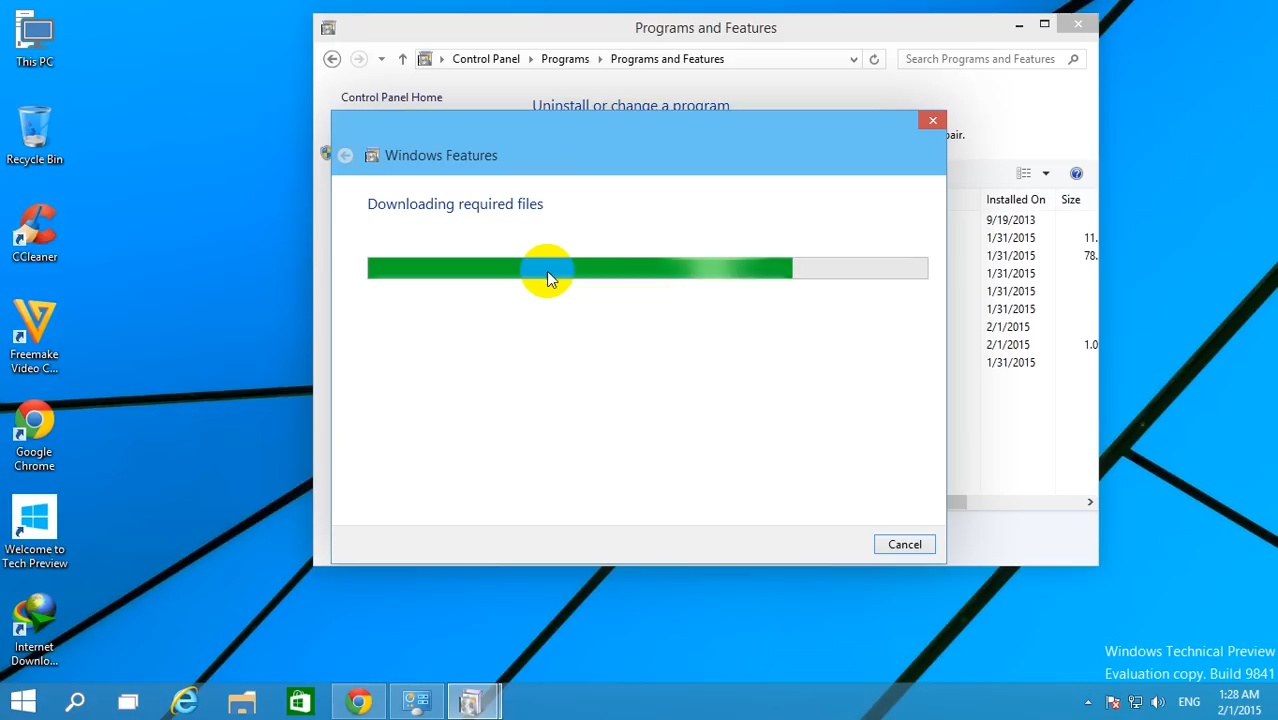 This PC
Recycle Bin
CCleaner
Freemake
Video C...
Google
Chrome
Welcome to
Tech Preview
Internet
Downlo...
Programs and Features
Control Panel
Programs
Programs and Features
Search Programs and Features
Control Panel Home
Uninstall or change a program
pair.
Installed On
Size
9/19/2013
1/31/2015
11.
1/31/2015
78.
1/31/2015
1/31/2015
1/31/2015
2/1/2015
2/1/2015
1.0
1/31/2015
Windows Features
Downloading required files
Cancel
Windows Technical Preview
Evaluation copy. Build 9841
ENG
1:28 AM
2/1/2015